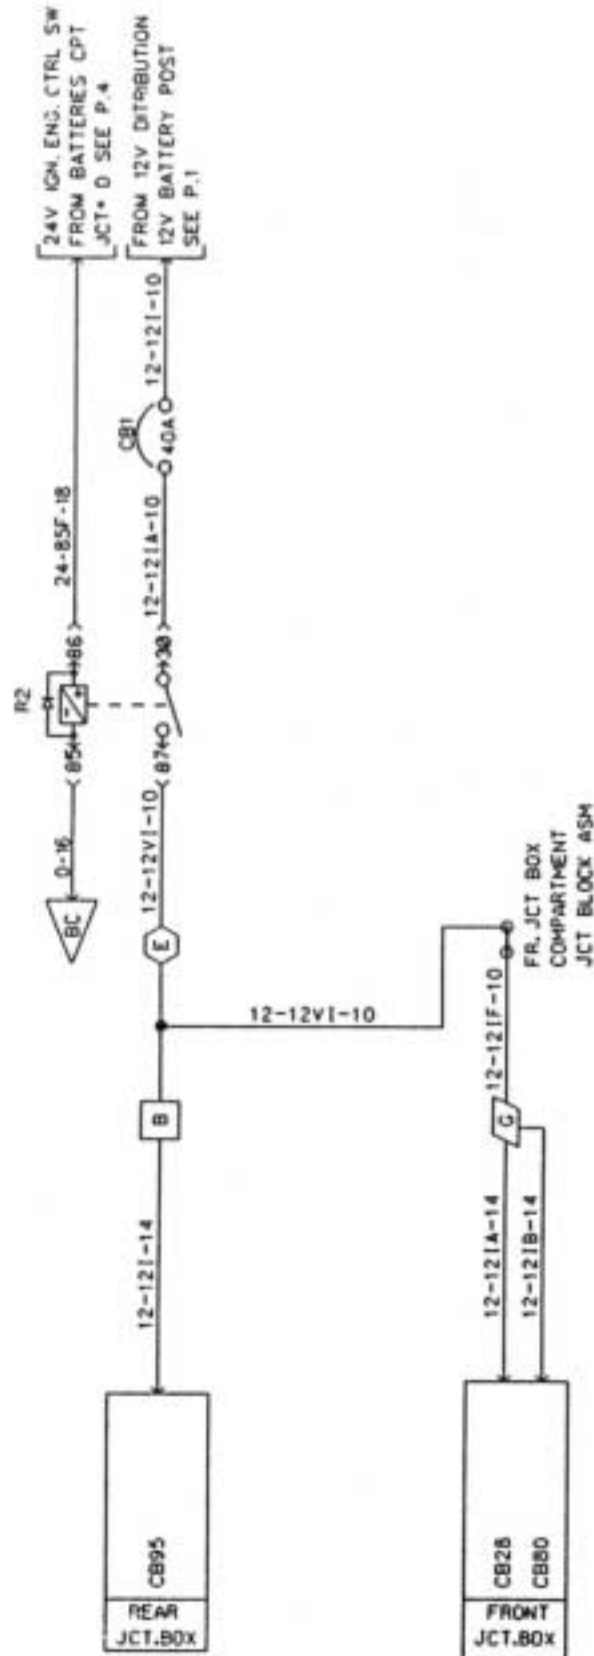 24V IGN. ENG. CTRL SW
FROM BATTERIES CPT
JCT* D SEE P.4
FROM 12V DITRIBUTION
12V BATTERY POST
SEE P.1
12-12I-10
CB1
40A
24-85F-18
12-12IA-10
R2
86
30
85
87
0-16
12-12VI-10
BC
E
12-12VI-10
FR. JCT BOX
COMPARTMENT
JCT BLOCK ASM
12-12IF-10
B
G
12-12I-14
12-12IA-14
12-12IB-14
CB95
REAR
JCT.BOX
CB28
CB80
FRONT
JCT.BOX